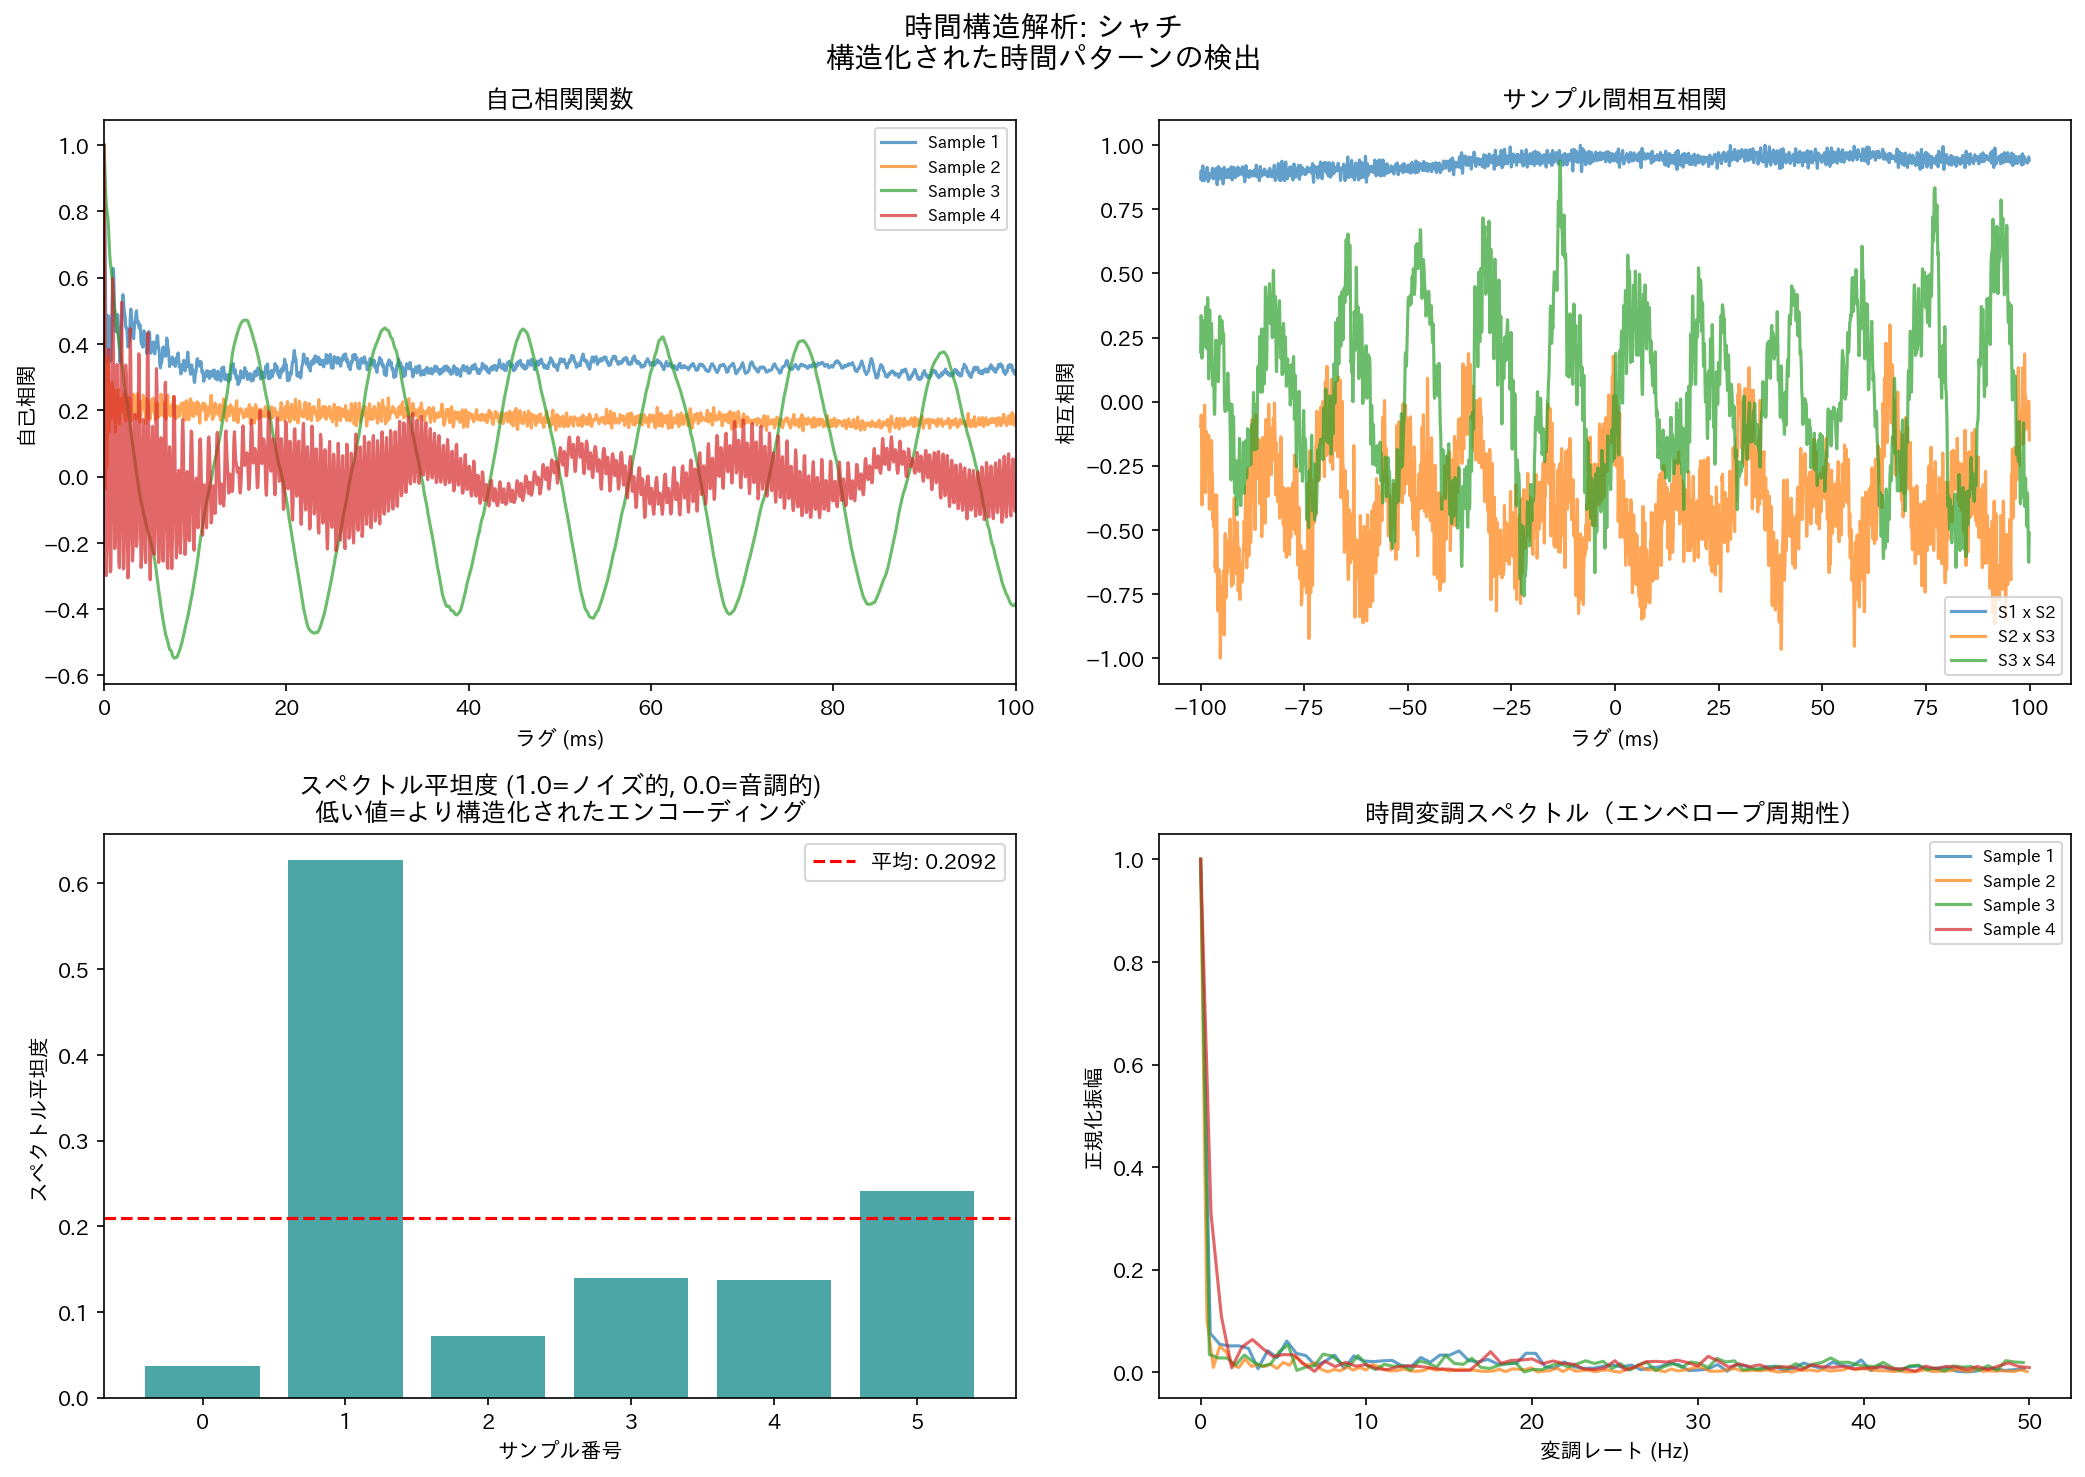 時間構造解析: シャチ
構造化された時間パターンの検出
自己相関関数
1.0
0.8
0.6
0.4
0.2
0.0
−0.2
−0.4
−0.6
自己相関
0 20 40 60 80 100
ラグ (ms)
Sample 1
Sample 2
Sample 3
Sample 4
サンプル間相互相関
1.00
0.75
0.50
0.25
0.00
−0.25
−0.50
−0.75
−1.00
相互相関
−100 −75 −50 −25 0 25 50 75 100
ラグ (ms)
S1 x S2
S2 x S3
S3 x S4
スペクトル平坦度 (1.0=ノイズ的, 0.0=音調的)
低い値=より構造化されたエンコーディング
0.6
0.5
0.4
0.3
0.2
0.1
0.0
スペクトル平坦度
平均: 0.2092
0 1 2 3 4 5
サンプル番号
時間変調スペクトル（エンベロープ周期性）
1.0
0.8
0.6
0.4
0.2
0.0
正規化振幅
Sample 1
Sample 2
Sample 3
Sample 4
0 10 20 30 40 50
変調レート (Hz)